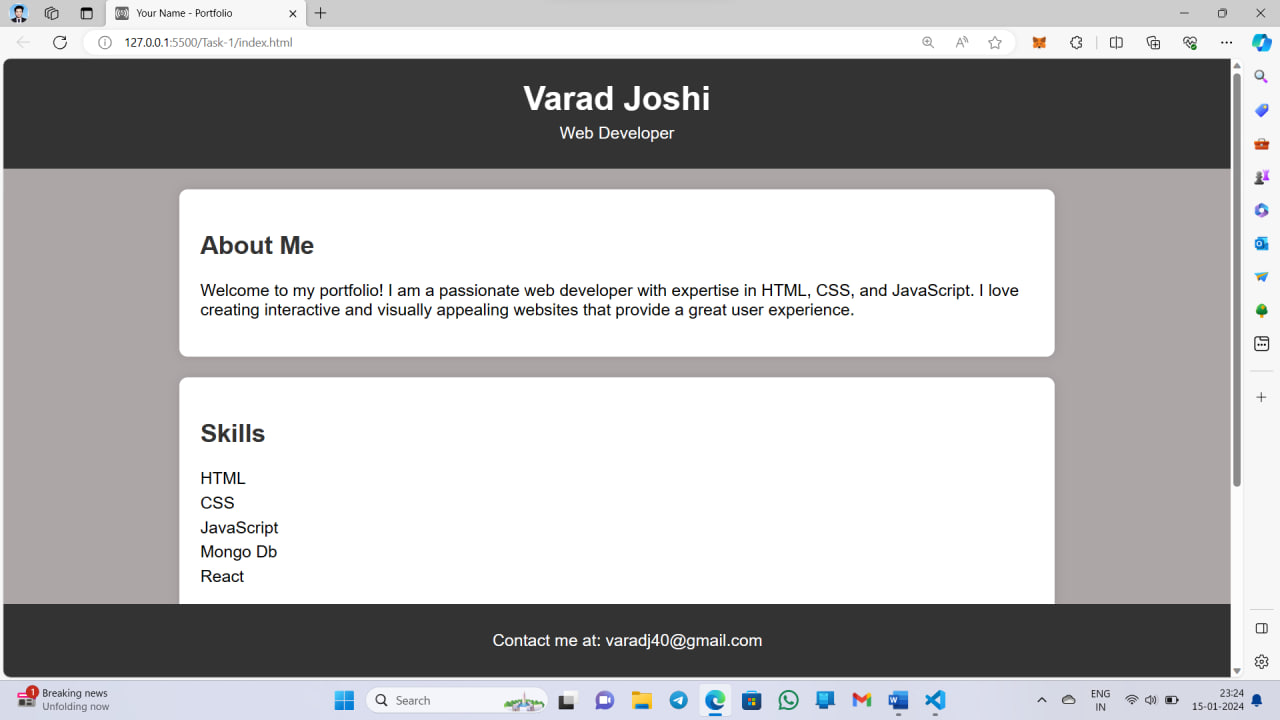 Your Name - Portfolio
127.0.0.1:5500/Task-1/index.html
Varad Joshi
Web Developer
About Me
Welcome to my portfolio! I am a passionate web developer with expertise in HTML, CSS, and JavaScript. I love
creating interactive and visually appealing websites that provide a great user experience.
Skills
HTML
CSS
JavaScript
Mongo Db
React
Contact me at: varadj40@gmail.com
1
Breaking news
Unfolding now
Search
ENG
IN
23:24
15-01-2024